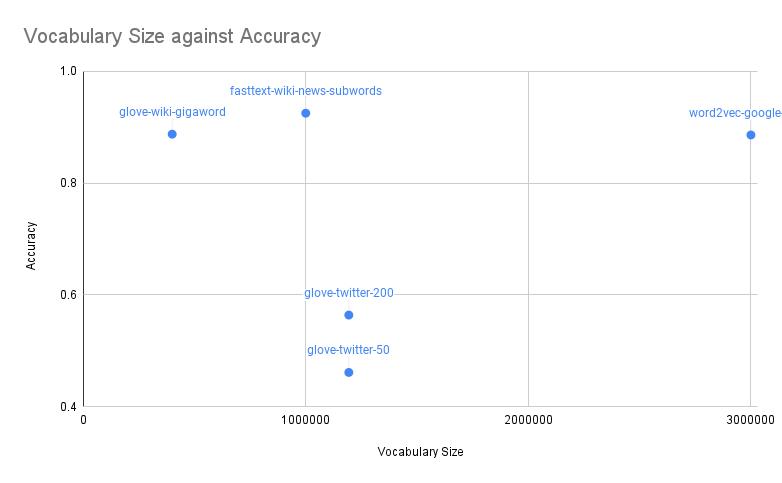 Vocabulary Size against Accuracy
1.0
fasttext-wiki-news-subwords
glove-wiki-gigaword
word2vec-google-
0.8
Accuracy
0.6
glove-twitter-200
glove-twitter-50
0.4
0
1000000
2000000
3000000
Vocabulary Size